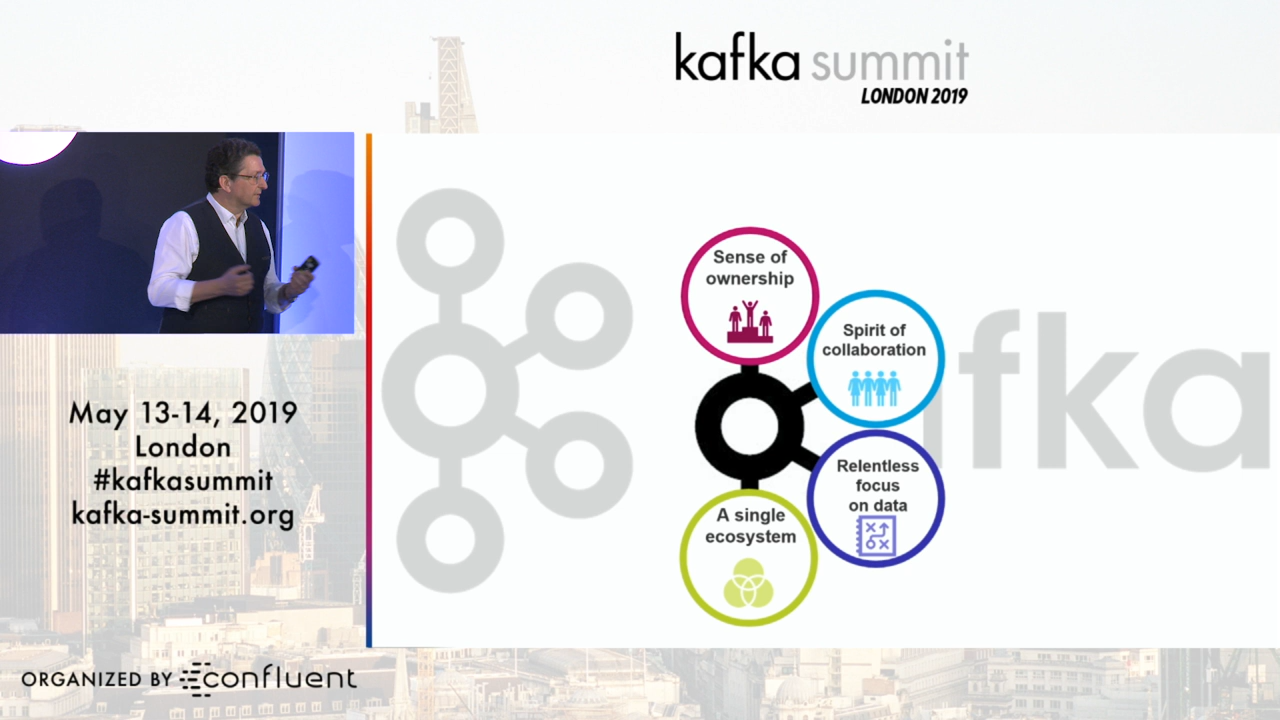 kafka summit
LONDON 2019
Sense of
ownership
Spirit of
collaboration
fka
Relentless
focus
on data
A single
ecosystem
May 13-14, 2019
London
#kafkasummit
kafka-summit.org
ORGANIZED BY confluent